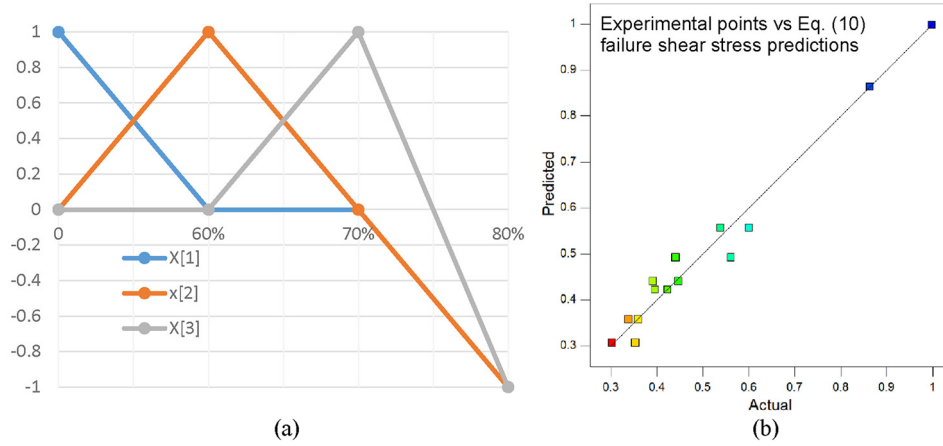 1
0.8
0.6
0.4
0.2
0
-0.2
-0.4
-0.6
-0.8
-1
0 60% 70% 80%
X[1]
x[2]
X[3]
(a)
Experimental points vs Eq. (10)
failure shear stress predictions
Predicted
1
0.9
0.8
0.7
0.6
0.5
0.4
0.3
0.3 0.4 0.5 0.6 0.7 0.8 0.9 1
Actual
(b)